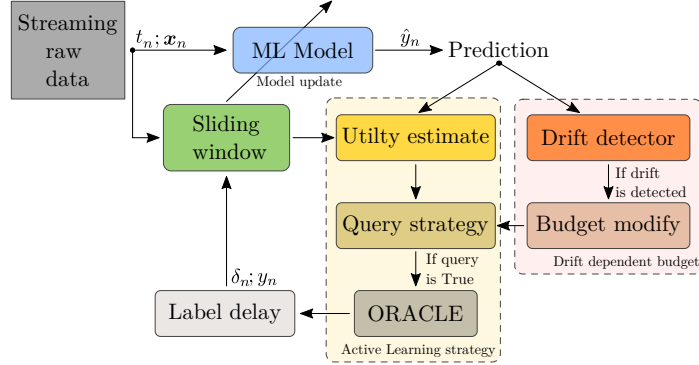 Streaming
raw
data
t_n; x_n
ML Model
ŷ_n
Prediction
Model update
Sliding
window
Utilty estimate
Drift detector
If drift
is detected
Query strategy
Budget modify
If query
is True
Drift dependent budget
δ_n; y_n
Label delay
ORACLE
Active Learning strategy